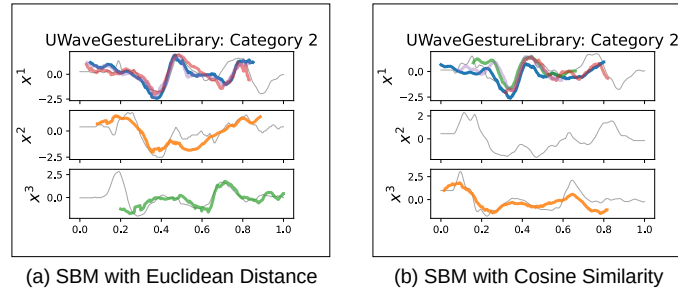 UWaveGestureLibrary: Category 2
x¹
0.0
−2.5
x²
0.0
−2.5
x³
2.5
0.0
0.0 0.2 0.4 0.6 0.8 1.0
(a) SBM with Euclidean Distance
UWaveGestureLibrary: Category 2
x¹
0.0
−2.5
x²
2
0
x³
2.5
0.0
0.0 0.2 0.4 0.6 0.8 1.0
(b) SBM with Cosine Similarity